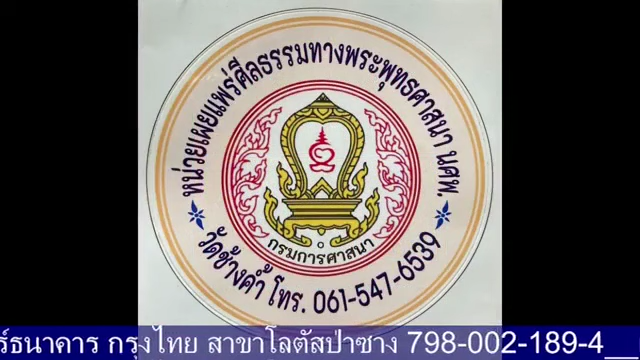 หน่วยเผยแพร่ศีลธรรมทางพระพุทธศาสนา นศพ.
กรมการศาสนา
วัดช้างค้ำ โทร. 061-547-6539
ร์ธนาคาร กรุงไทย สาขาโลตัสป่าซาง 798-002-189-4__